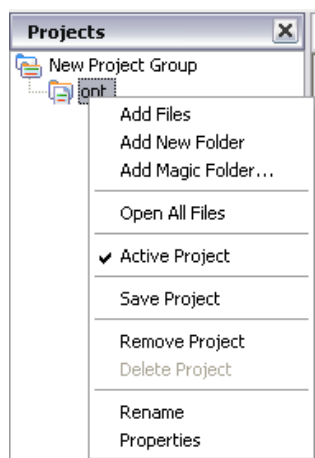 Projects
New Project Group
ont
Add Files
Add New Folder
Add Magic Folder...
Open All Files
Active Project
Save Project
Remove Project
Delete Project
Rename
Properties